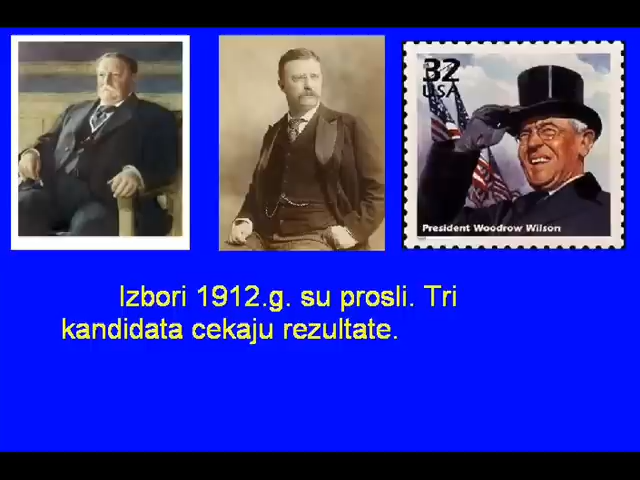 32
USA
President Woodrow Wilson
Izbori 1912.g. su prosli. Tri
kandidata cekaju rezultate.